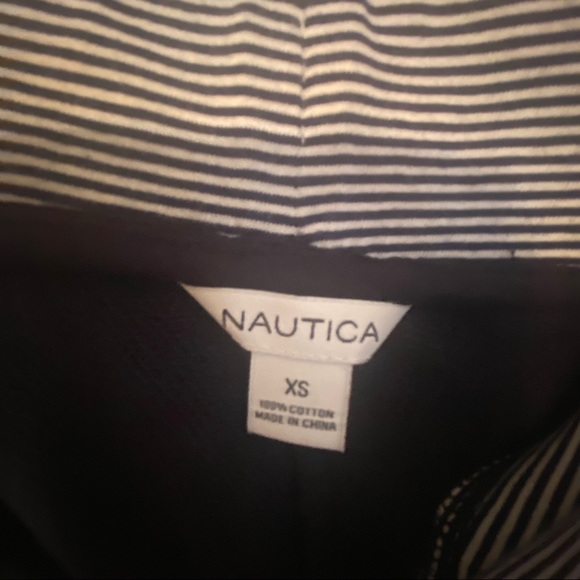 NAUTICA
XS
100% COTTON
MADE IN CHINA